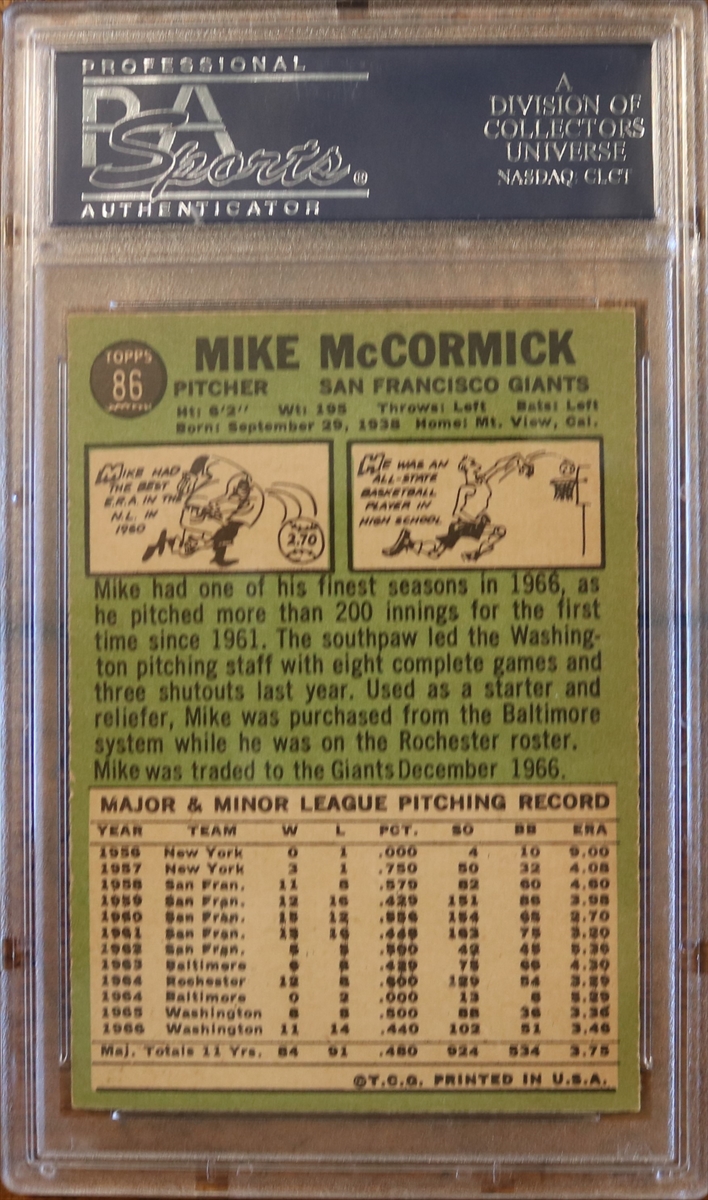 PROFESSIONAL
PSA
Sports®
AUTHENTICATOR
A
DIVISION OF
COLLECTORS
UNIVERSE
NASDAQ: CLCT
TOPPS
86
MIKE McCORMICK
PITCHER SAN FRANCISCO GIANTS
Ht: 6'2" Wt: 195 Throws: Left Bats: Left
Born: September 29, 1938 Home: Mt. View, Cal.
MIKE HAD
THE BEST
E.R.A. IN THE
N.L. IN
1960
2.70
HE WAS AN
ALL-STATE
BASKETBALL
PLAYER IN
HIGH SCHOOL
Mike had one of his finest seasons in 1966, as
he pitched more than 200 innings for the first
time since 1961. The southpaw led the Washing-
ton pitching staff with eight complete games and
three shutouts last year. Used as a starter and
reliefer, Mike was purchased from the Baltimore
system while he was on the Rochester roster.
Mike was traded to the Giants December 1966.
MAJOR & MINOR LEAGUE PITCHING RECORD
YEAR TEAM W L PCT. SO BB ERA
1956 New York 0 1 .000 4 10 9.00
1957 New York 3 1 .750 50 32 4.08
1958 San Fran. 11 8 .579 82 60 4.60
1959 San Fran. 12 16 .429 151 86 3.98
1960 San Fran. 15 12 .556 154 65 2.70
1961 San Fran. 13 16 .448 163 75 3.20
1962 San Fran. 5 5 .500 42 45 5.36
1963 Baltimore 6 8 .429 75 66 4.30
1964 Rochester 12 8 .600 129 54 3.29
1964 Baltimore 0 2 .000 13 8 5.29
1965 Washington 8 8 .500 88 36 3.36
1966 Washington 11 14 .440 102 51 3.46
Maj. Totals 11 Yrs. 84 91 .480 924 534 3.75
©T.C.G. PRINTED IN U.S.A.